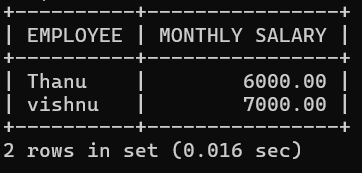 +----------+----------------+
| EMPLOYEE | MONTHLY SALARY |
+----------+----------------+
| Thanu    |        6000.00 |
| vishnu   |        7000.00 |
+----------+----------------+
2 rows in set (0.016 sec)